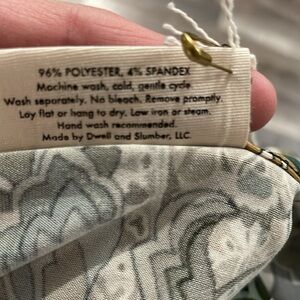 96% POLYESTER, 4% SPANDEX
Machine wash, cold, gentle cycle.
Wash separately. No bleach. Remove promptly.
Lay flat or hang to dry. Low iron or steam.
Hand wash recommended.
Made by Dwell and Slumber, LLC.